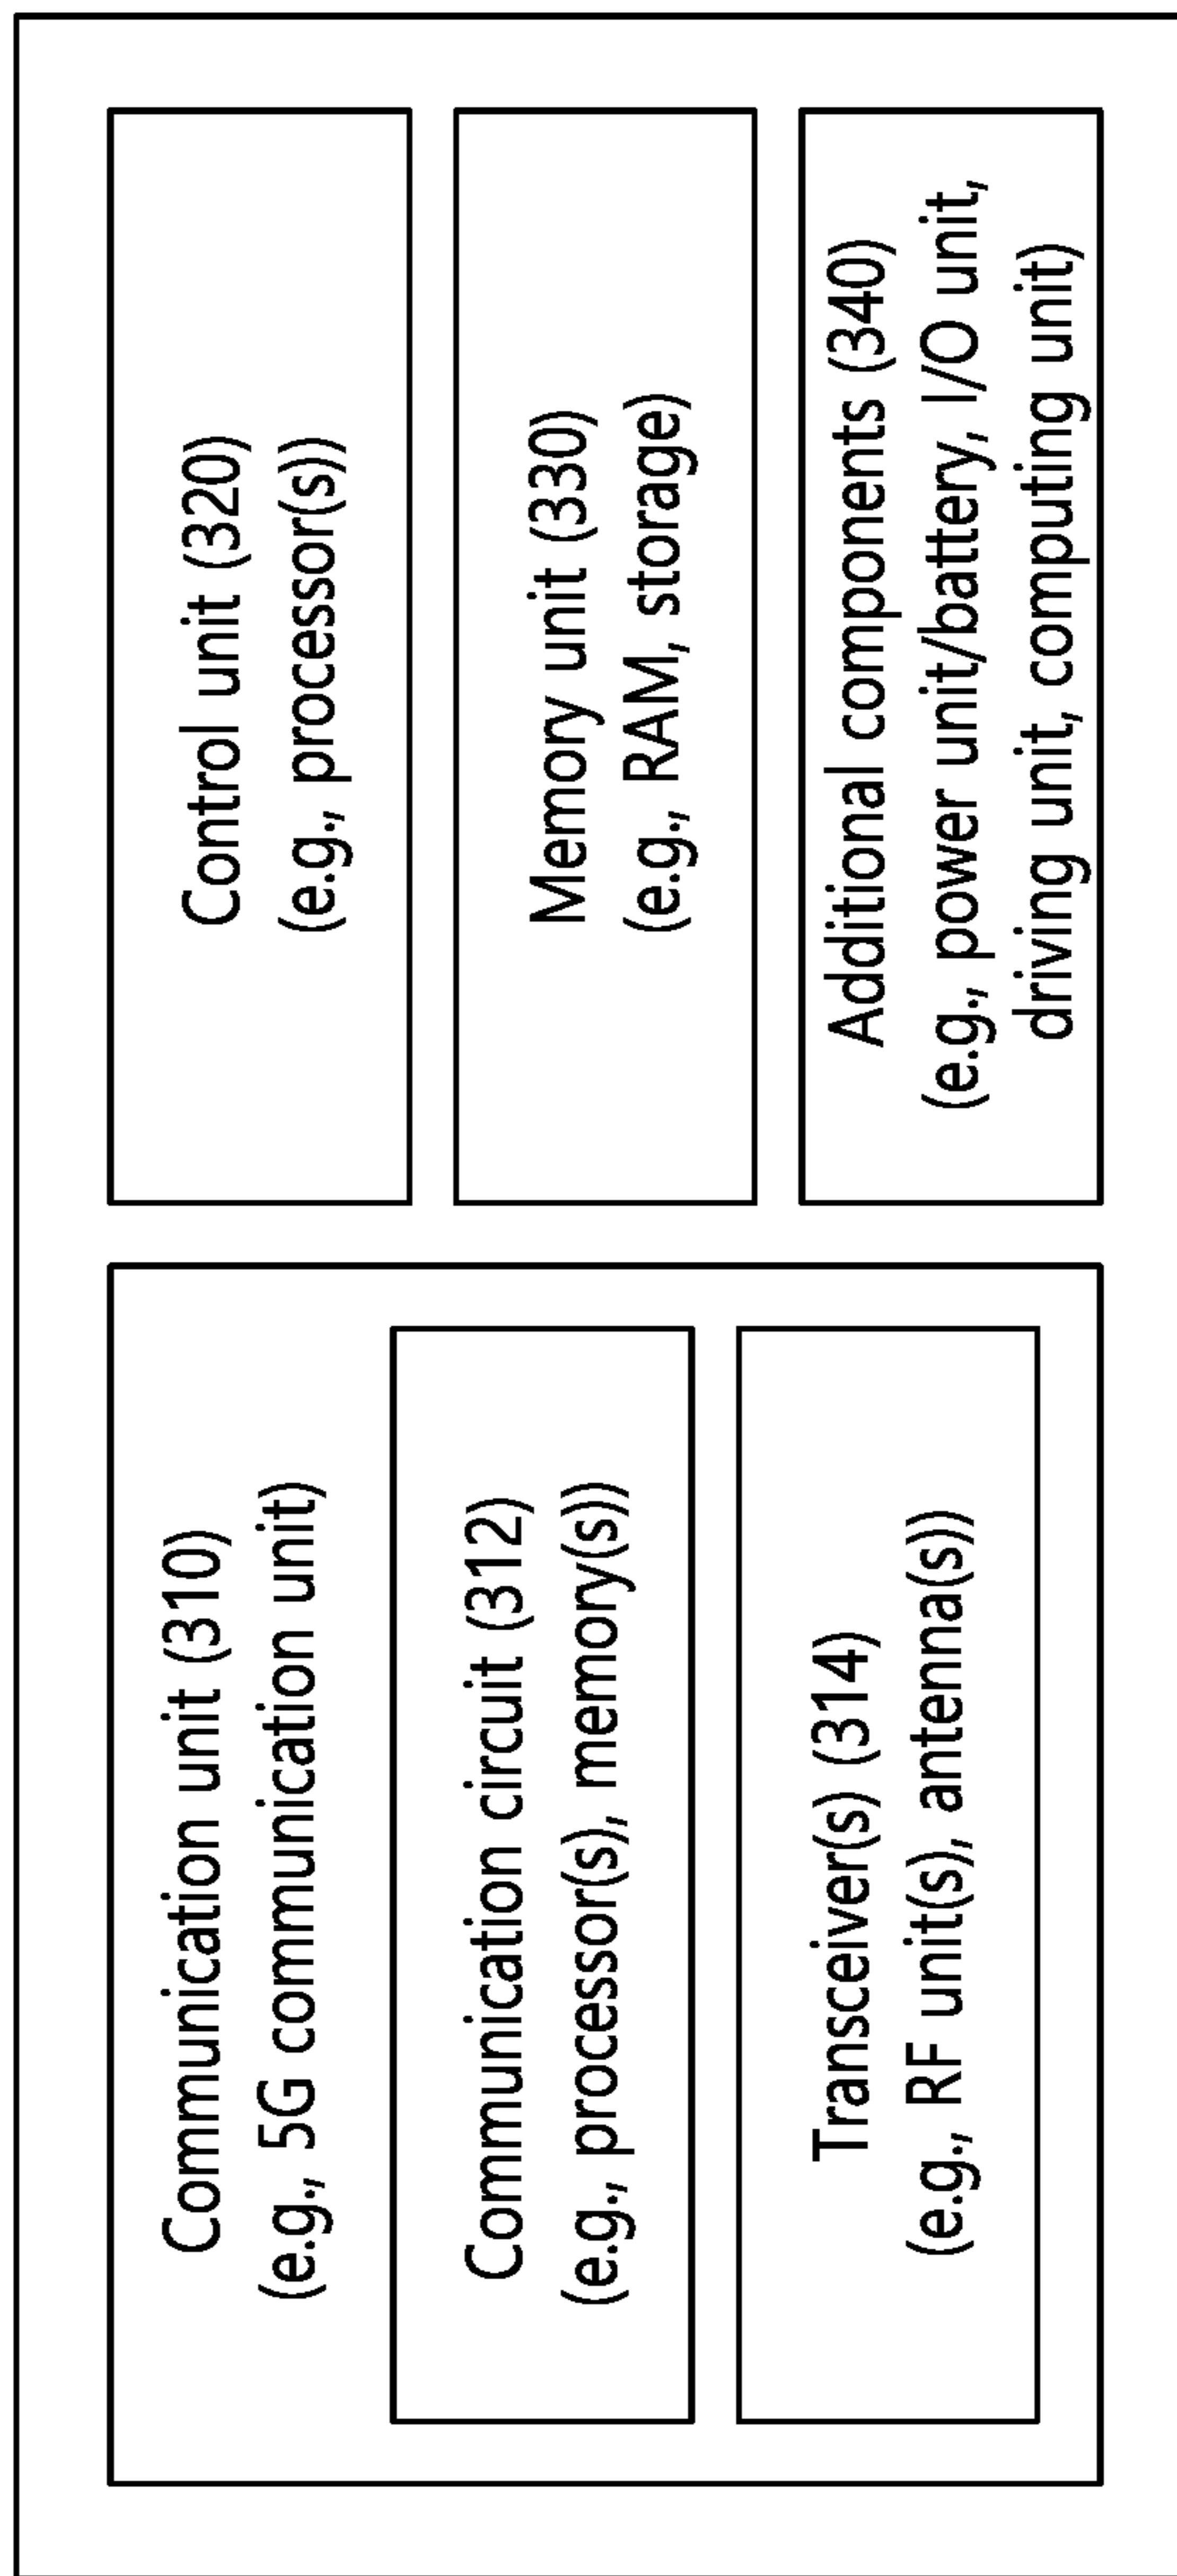 Communication unit (310)
(e.g., 5G communication unit)
Communication circuit (312)
(e.g., processor(s), memory(s))
Transceiver(s) (314)
(e.g., RF unit(s), antenna(s))
Control unit (320)
(e.g., processor(s))
Memory unit (330)
(e.g., RAM, storage)
Additional components (340)
(e.g., power unit/battery, I/O unit,
driving unit, computing unit)